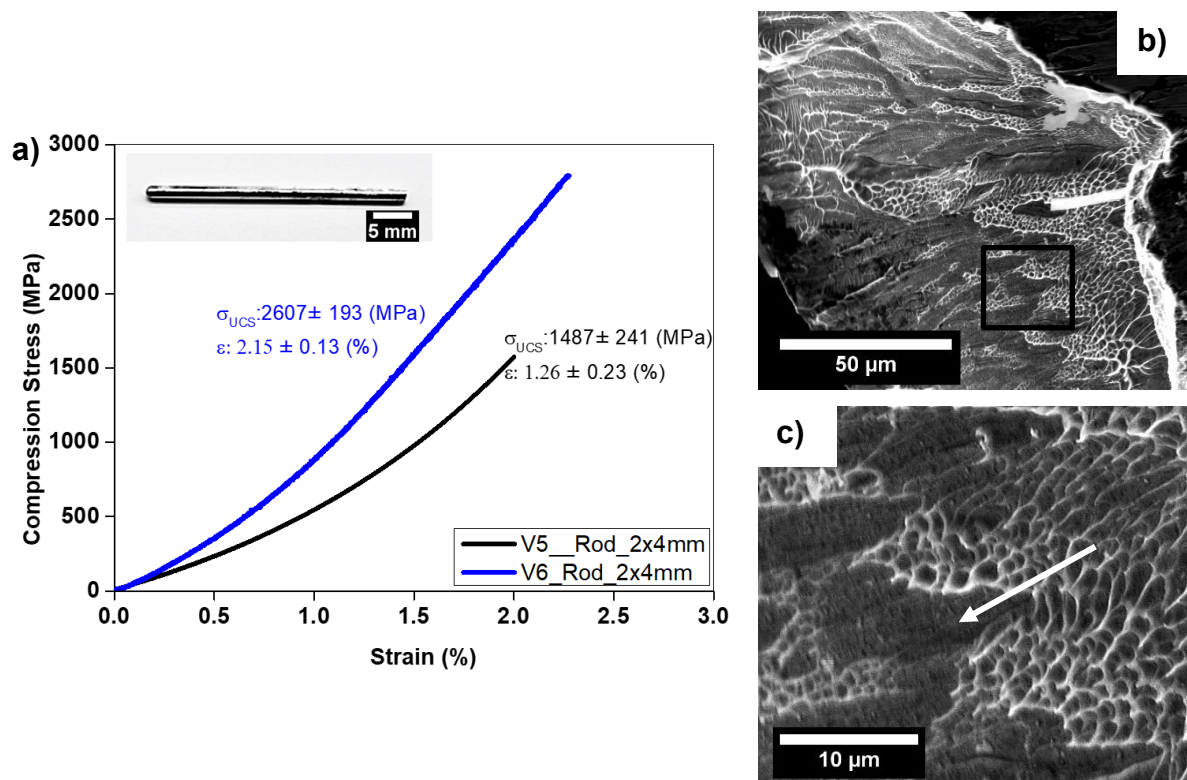 a)
3000
2500
2000
1500
1000
500
0
Compression Stress (MPa)
5 mm
σUCS:2607± 193 (MPa)
ε: 2.15 ± 0.13 (%)
σUCS:1487± 241 (MPa)
ε: 1.26 ± 0.23 (%)
V5__Rod_2x4mm
V6_Rod_2x4mm
0.0 0.5 1.0 1.5 2.0 2.5 3.0
Strain (%)
b)
50 µm
c)
10 µm